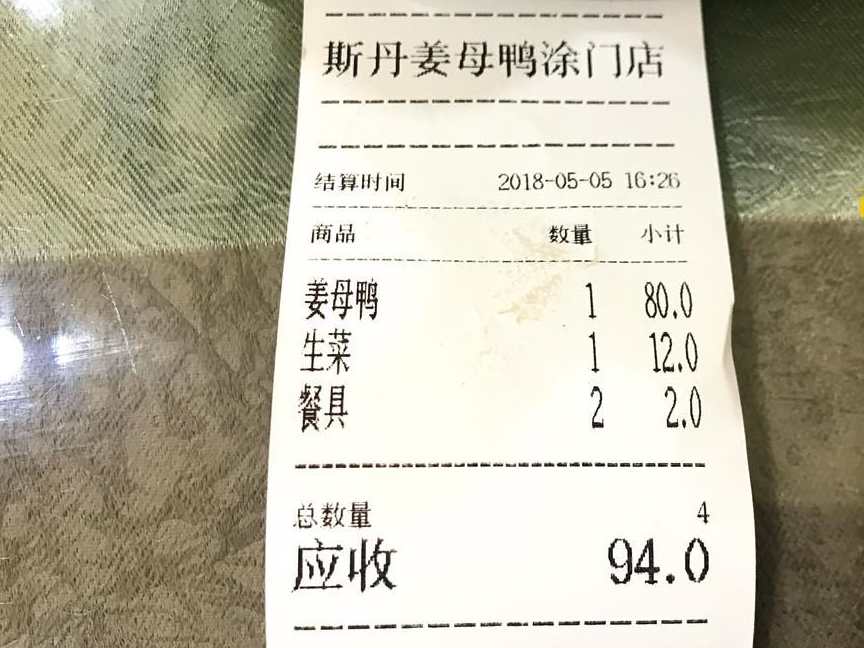 斯丹姜母鸭涂门店
结算时间 2018-05-05 16:26
商品 数量 小计
姜母鸭 1 80.0
生菜 1 12.0
餐具 2 2.0
总数量 4
应收 94.0